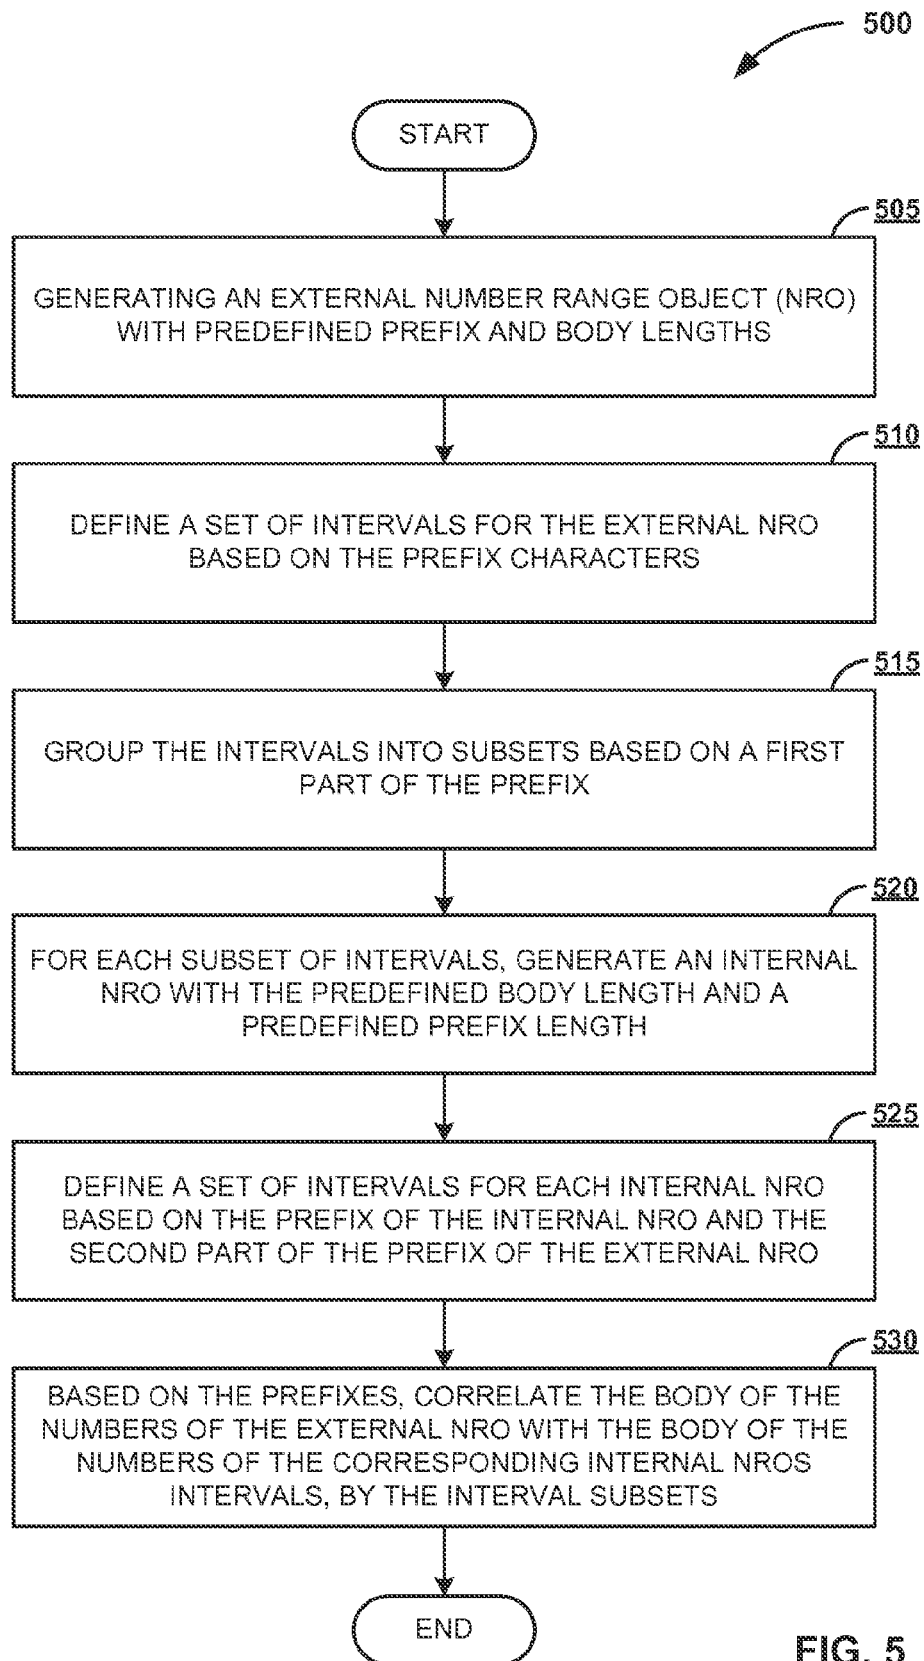 500
START
505
GENERATING AN EXTERNAL NUMBER RANGE OBJECT (NRO)
WITH PREDEFINED PREFIX AND BODY LENGTHS
510
DEFINE A SET OF INTERVALS FOR THE EXTERNAL NRO
BASED ON THE PREFIX CHARACTERS
515
GROUP THE INTERVALS INTO SUBSETS BASED ON A FIRST
PART OF THE PREFIX
520
FOR EACH SUBSET OF INTERVALS, GENERATE AN INTERNAL
NRO WITH THE PREDEFINED BODY LENGTH AND A
PREDEFINED PREFIX LENGTH
525
DEFINE A SET OF INTERVALS FOR EACH INTERNAL NRO
BASED ON THE PREFIX OF THE INTERNAL NRO AND THE
SECOND PART OF THE PREFIX OF THE EXTERNAL NRO
530
BASED ON THE PREFIXES, CORRELATE THE BODY OF THE
NUMBERS OF THE EXTERNAL NRO WITH THE BODY OF THE
NUMBERS OF THE CORRESPONDING INTERNAL NROS
INTERVALS, BY THE INTERVAL SUBSETS
END
FIG. 5